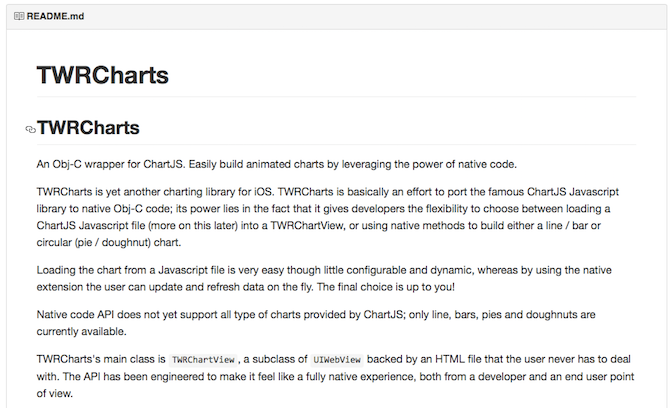 README.md
TWRCharts
TWRCharts
An Obj-C wrapper for ChartJS. Easily build animated charts by leveraging the power of native code.
TWRCharts is yet another charting library for iOS. TWRCharts is basically an effort to port the famous ChartJS Javascript
library to native Obj-C code; its power lies in the fact that it gives developers the flexibility to choose between loading a
ChartJS Javascript file (more on this later) into a TWRChartView, or using native methods to build either a line / bar or
circular (pie / doughnut) chart.
Loading the chart from a Javascript file is very easy though little configurable and dynamic, whereas by using the native
extension the user can update and refresh data on the fly. The final choice is up to you!
Native code API does not yet support all type of charts provided by ChartJS; only line, bars, pies and doughnuts are
currently available.
TWRCharts's main class is TWRChartView, a subclass of UIWebView backed by an HTML file that the user never has to deal
with. The API has been engineered to make it feel like a fully native experience, both from a developer and an end user point
of view.